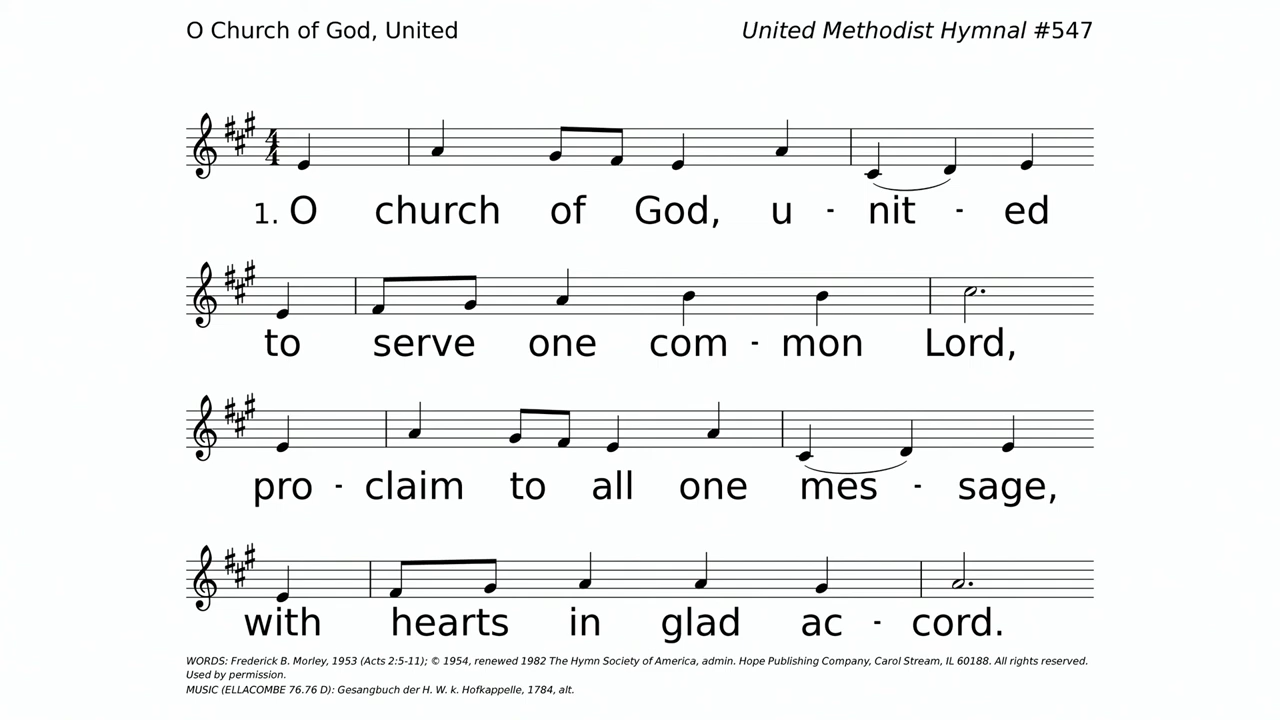 O Church of God, United
United Methodist Hymnal #547
1. O church of God, u - nit - ed
to serve one com - mon Lord,
pro - claim to all one mes - sage,
with hearts in glad ac - cord.
WORDS: Frederick B. Morley, 1953 (Acts 2:5-11); © 1954, renewed 1982 The Hymn Society of America, admin. Hope Publishing Company, Carol Stream, IL 60188. All rights reserved.
Used by permission.
MUSIC (ELLACOMBE 76.76 D): Gesangbuch der H. W. k. Hofkappelle, 1784, alt.